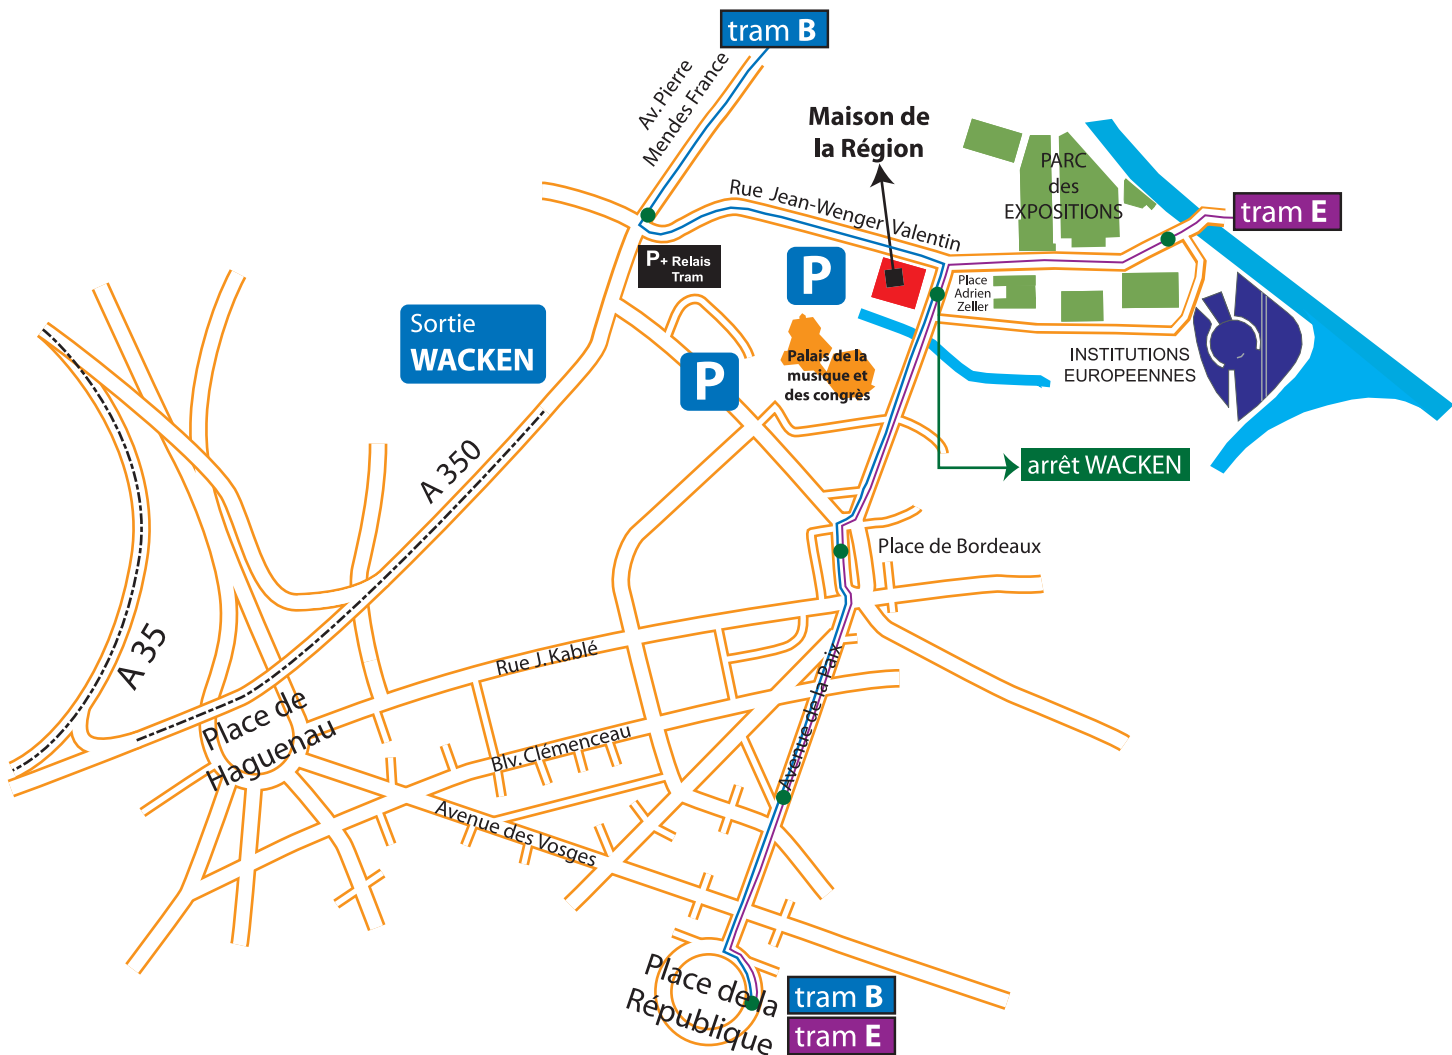 tram B
Av. Pierre
Mendes France
Maison de
la Région
Rue Jean-Wenger Valentin
PARC
des
EXPOSITIONS
tram E
P+ Relais
Tram
P
Place
Adrien
Zeller
Sortie
WACKEN
P
Palais de la
musique et
des congrès
INSTITUTIONS
EUROPEENNES
A 350
arrêt WACKEN
Place de Bordeaux
A 35
Rue J. Kablé
Place de
Haguenau
Blv. Clémenceau
Avenue de la Paix
Avenue des Vosges
Place de la
République
tram B
tram E